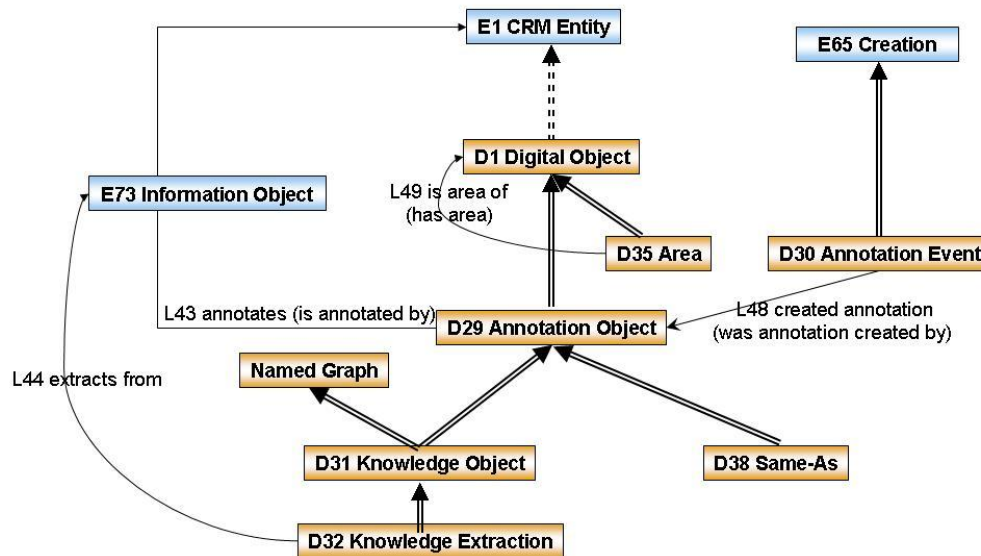 E1 CRM Entity
E65 Creation
D1 Digital Object
E73 Information Object
L49 is area of
(has area)
D35 Area
D30 Annotation Event
L43 annotates (is annotated by)
D29 Annotation Object
L48 created annotation
(was annotation created by)
Named Graph
L44 extracts from
D31 Knowledge Object
D38 Same-As
D32 Knowledge Extraction